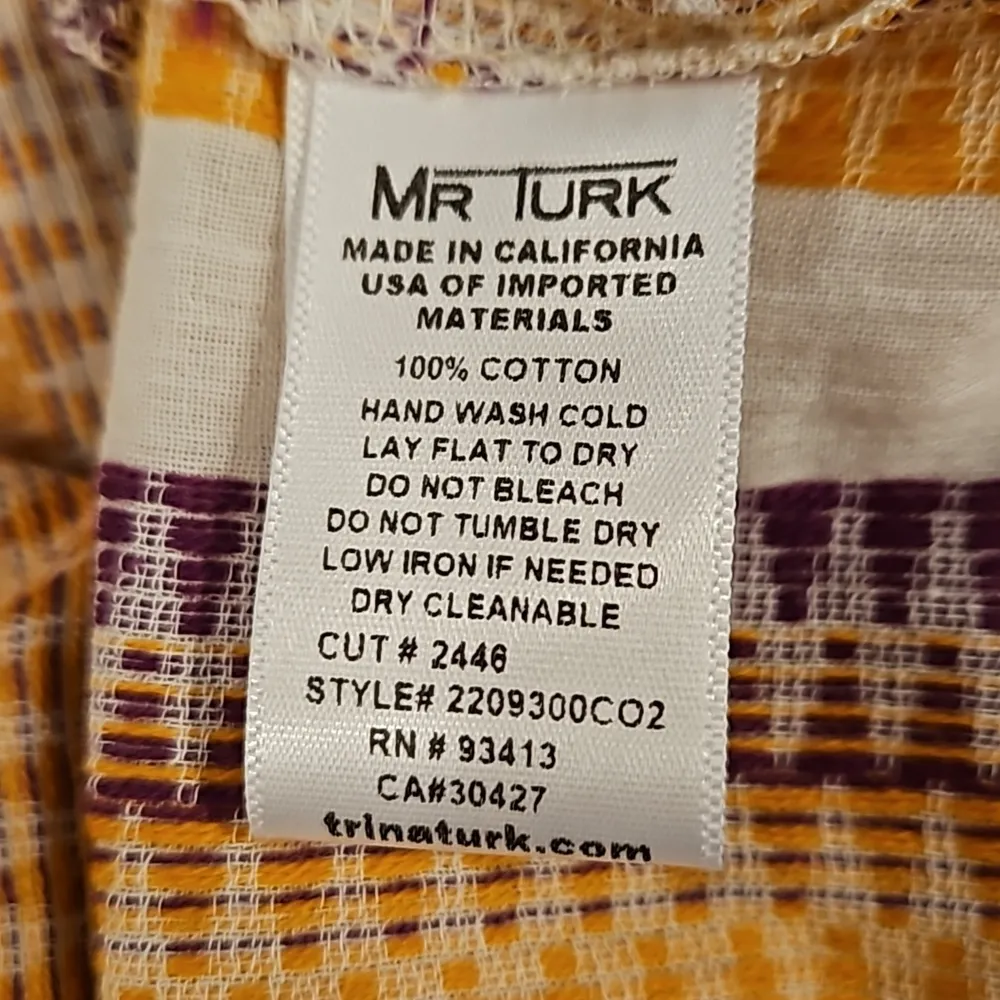 MR TURK
MADE IN CALIFORNIA
USA OF IMPORTED
MATERIALS
100% COTTON
HAND WASH COLD
LAY FLAT TO DRY
DO NOT BLEACH
DO NOT TUMBLE DRY
LOW IRON IF NEEDED
DRY CLEANABLE
CUT # 2446
STYLE# 2209300CO2
RN # 93413
CA#30427
trinaturk.com